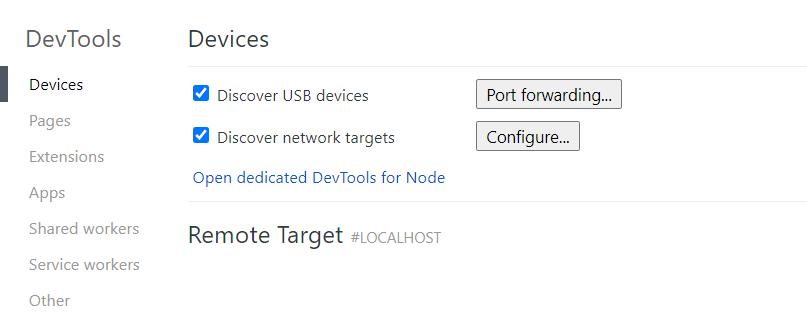 DevTools
Devices
Pages
Extensions
Apps
Shared workers
Service workers
Other
Devices
Discover USB devices
Port forwarding...
Discover network targets
Configure...
Open dedicated DevTools for Node
Remote Target #LOCALHOST